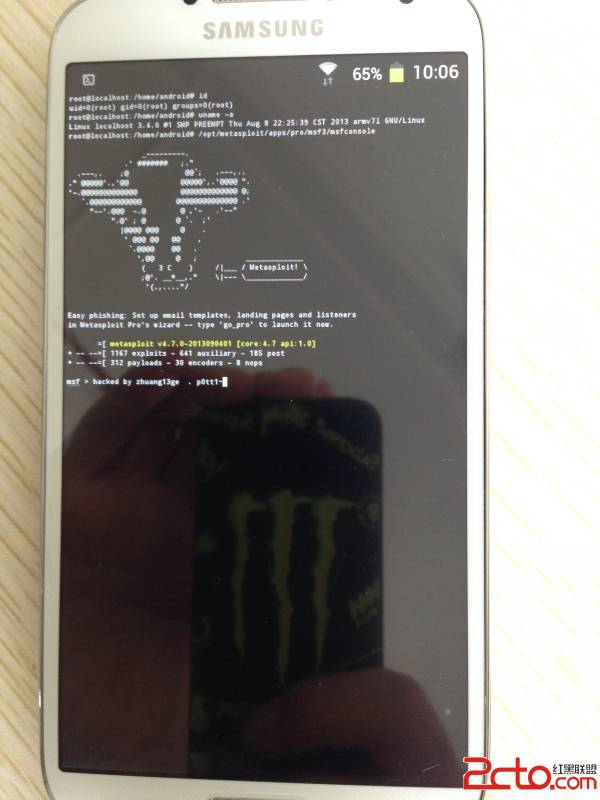 SAMSUNG
65% 10:06
root@localhost:/home/android# id
uid=0(root) gid=0(root) groups=0(root)
root@localhost:/home/android# uname -a
Linux localhost 3.4.0 #1 SMP PREEMPT Thu Aug 8 22:25:39 CST 2013 armv7l GNU/Linux
root@localhost:/home/android# /opt/metasploit/apps/pro/msf3/msfconsole
3 C
Metasploit!
Easy phishing: Set up email templates, landing pages and listeners
in Metasploit Pro's wizard -- type 'go_pro' to launch it now.
=[ metasploit v4.7.0-2013090401 [core:4.7 api:1.0]
+ -- --=[ 1167 exploits - 641 auxiliary - 185 post
+ -- --=[ 312 payloads - 30 encoders - 8 nops
msf > hacked by zhuang13ge . p0tt1~
2cto.com 红黑联盟